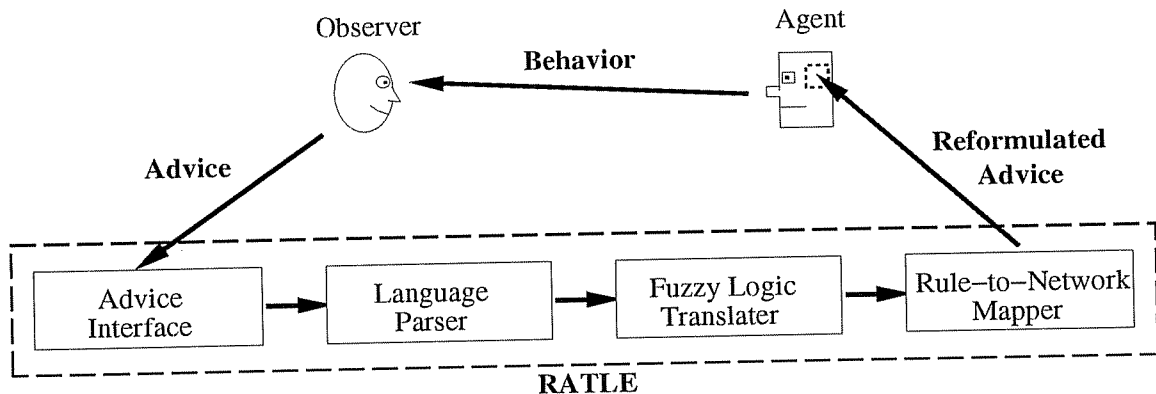 Observer
Agent
Behavior
Advice
Reformulated
Advice
Advice
Interface
Language
Parser
Fuzzy Logic
Translater
Rule−to−Network
Mapper
RATLE